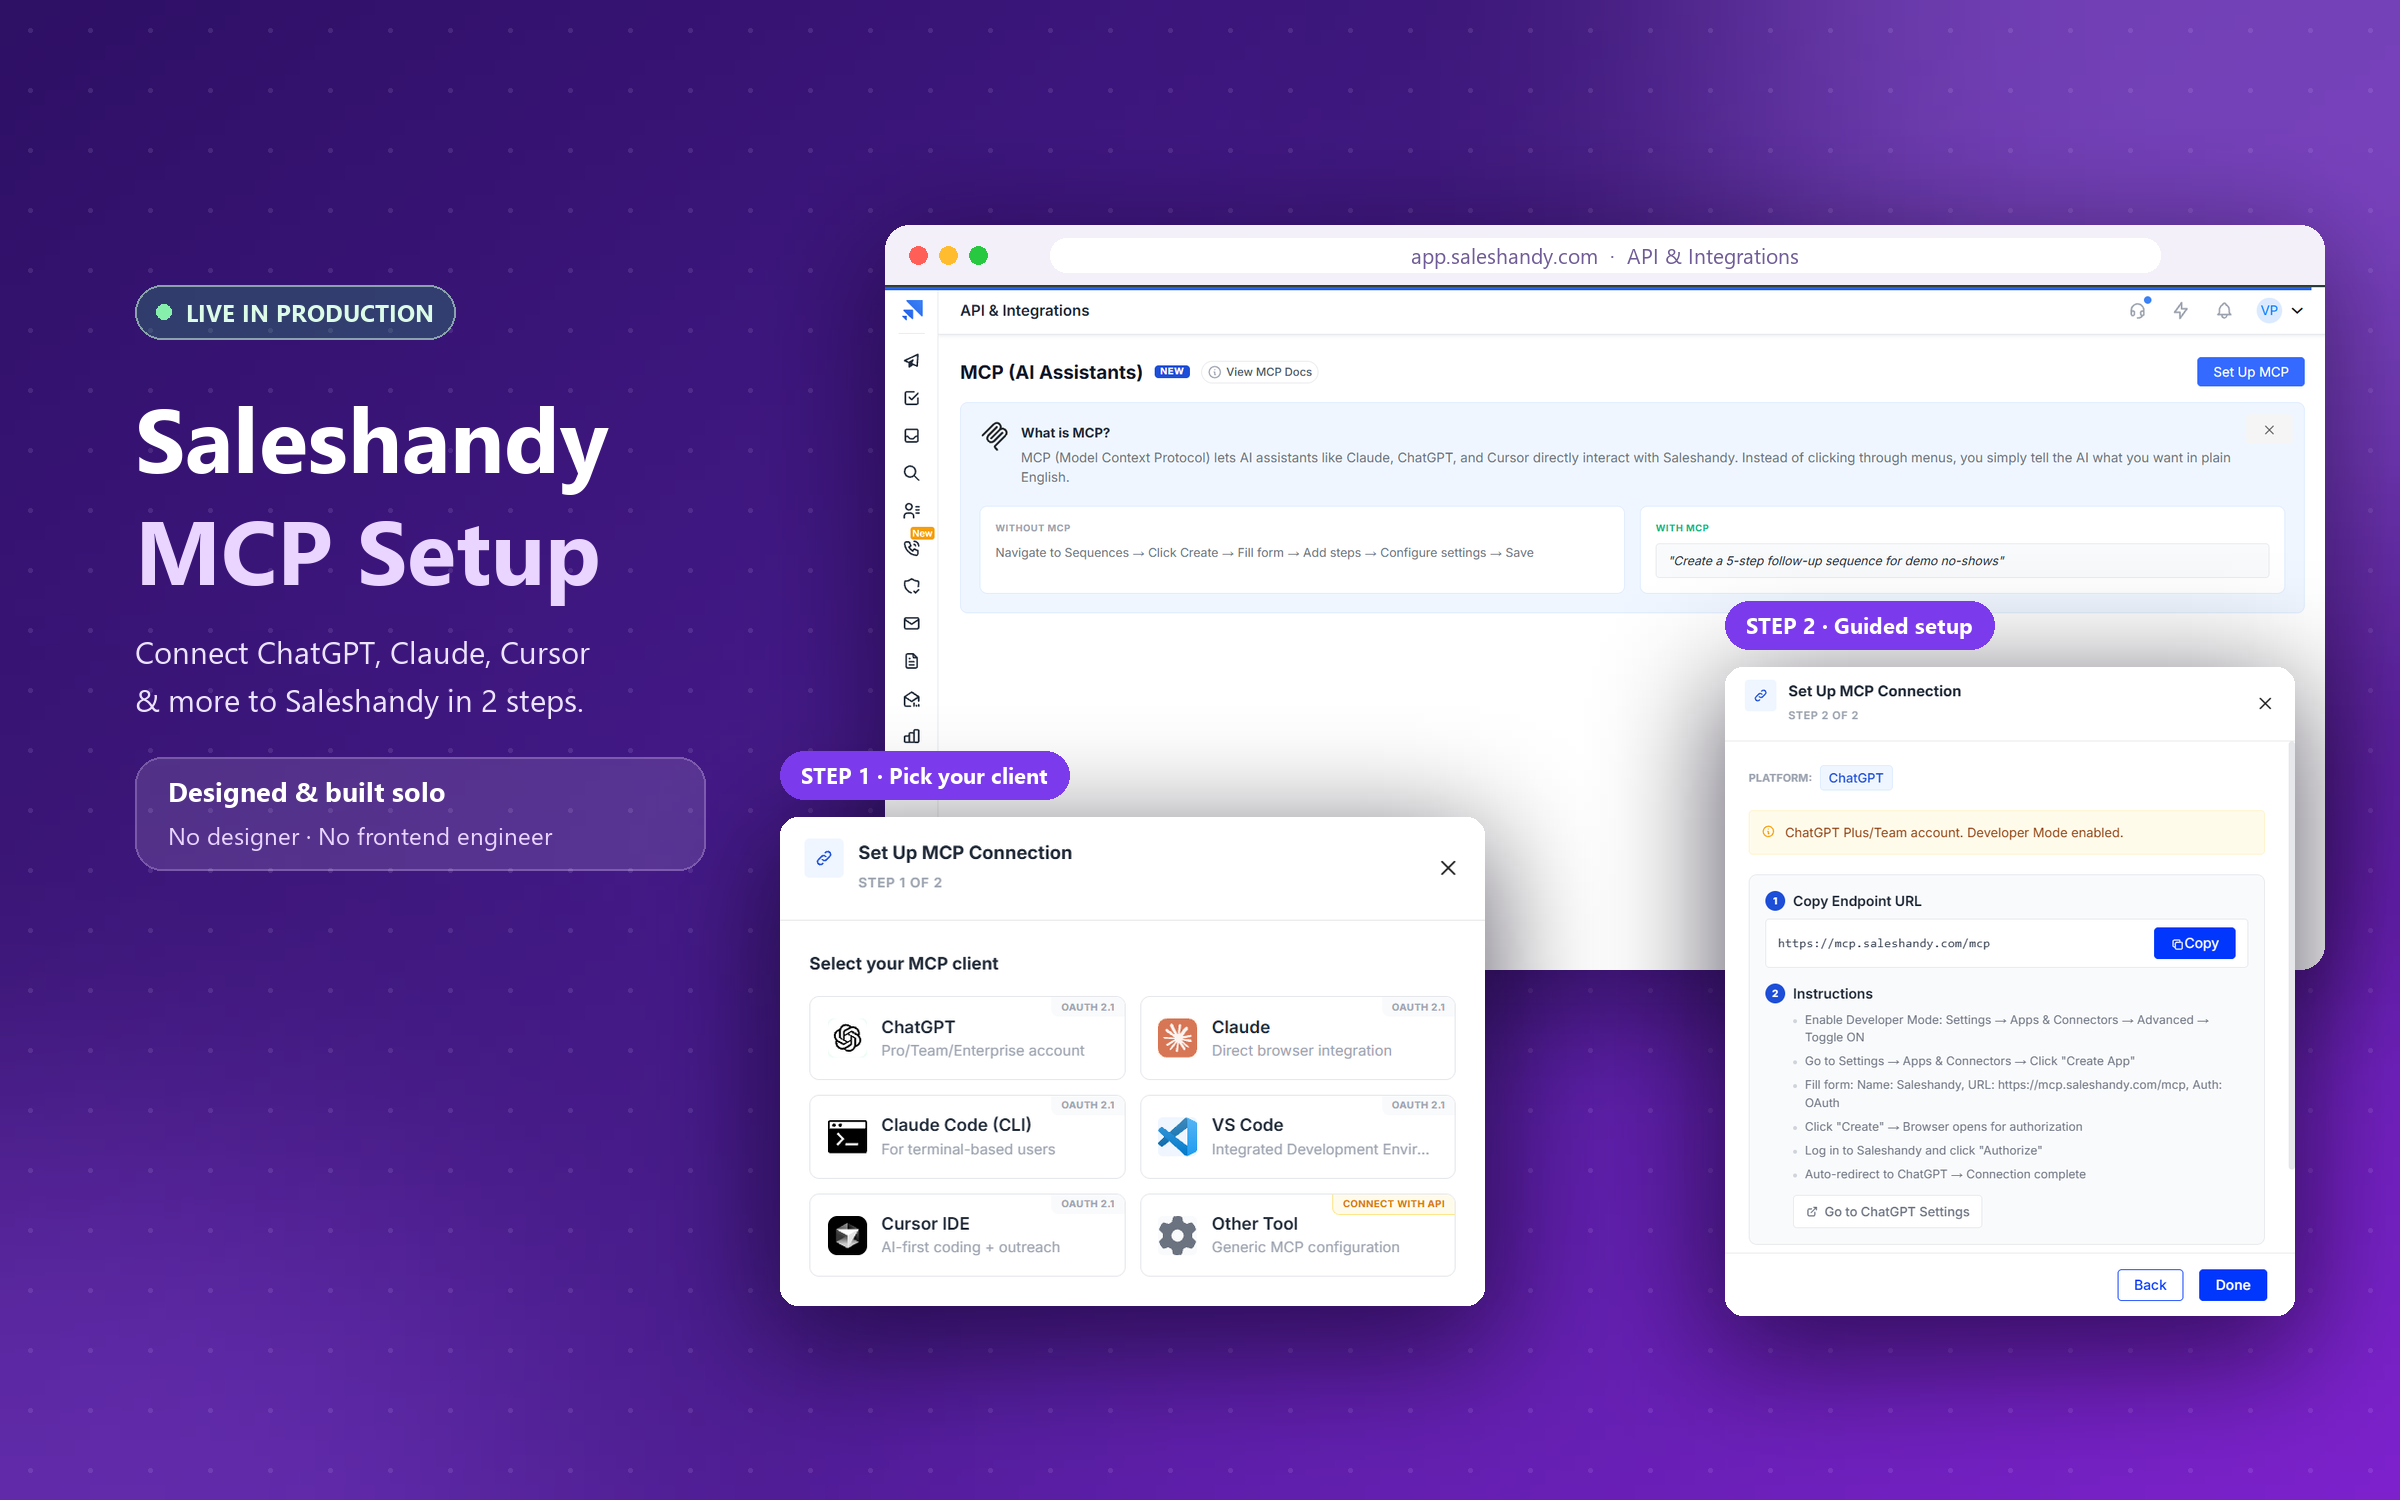 LIVE IN PRODUCTION
Saleshandy
MCP Setup
Connect ChatGPT, Claude, Cursor
& more to Saleshandy in 2 steps.
Designed & built solo
No designer · No frontend engineer
app.saleshandy.com · API & Integrations
API & Integrations
VP
MCP (AI Assistants)
NEW
View MCP Docs
Set Up MCP
What is MCP?
MCP (Model Context Protocol) lets AI assistants like Claude, ChatGPT, and Cursor directly interact with Saleshandy. Instead of clicking through menus, you simply tell the AI what you want in plain
English.
WITHOUT MCP
Navigate to Sequences → Click Create → Fill form → Add steps → Configure settings → Save
WITH MCP
"Create a 5-step follow-up sequence for demo no-shows"
New
STEP 1 · Pick your client
Set Up MCP Connection
STEP 1 OF 2
Select your MCP client
OAUTH 2.1
ChatGPT
Pro/Team/Enterprise account
OAUTH 2.1
Claude
Direct browser integration
OAUTH 2.1
Claude Code (CLI)
For terminal-based users
OAUTH 2.1
VS Code
Integrated Development Envir...
OAUTH 2.1
Cursor IDE
AI-first coding + outreach
CONNECT WITH API
Other Tool
Generic MCP configuration
STEP 2 · Guided setup
Set Up MCP Connection
STEP 2 OF 2
PLATFORM:
ChatGPT
ChatGPT Plus/Team account. Developer Mode enabled.
1
Copy Endpoint URL
https://mcp.saleshandy.com/mcp
Copy
2
Instructions
Enable Developer Mode: Settings → Apps & Connectors → Advanced →
Toggle ON
Go to Settings → Apps & Connectors → Click "Create App"
Fill form: Name: Saleshandy, URL: https://mcp.saleshandy.com/mcp, Auth:
OAuth
Click "Create" → Browser opens for authorization
Log in to Saleshandy and click "Authorize"
Auto-redirect to ChatGPT → Connection complete
Go to ChatGPT Settings
Back
Done